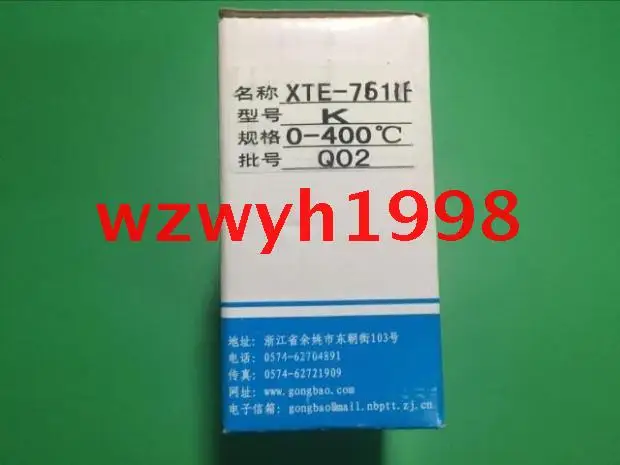 名称 XTE-761
型号 K
规格 0-400℃
批号 Q02
wzwyh1998
地址: 浙江省余姚市东朝街103号
电话: 0574-62704891
传真: 0574-62721909
网址: www.gongbao.com
电子信箱: gongbao@mail.nbptt.zj.cn